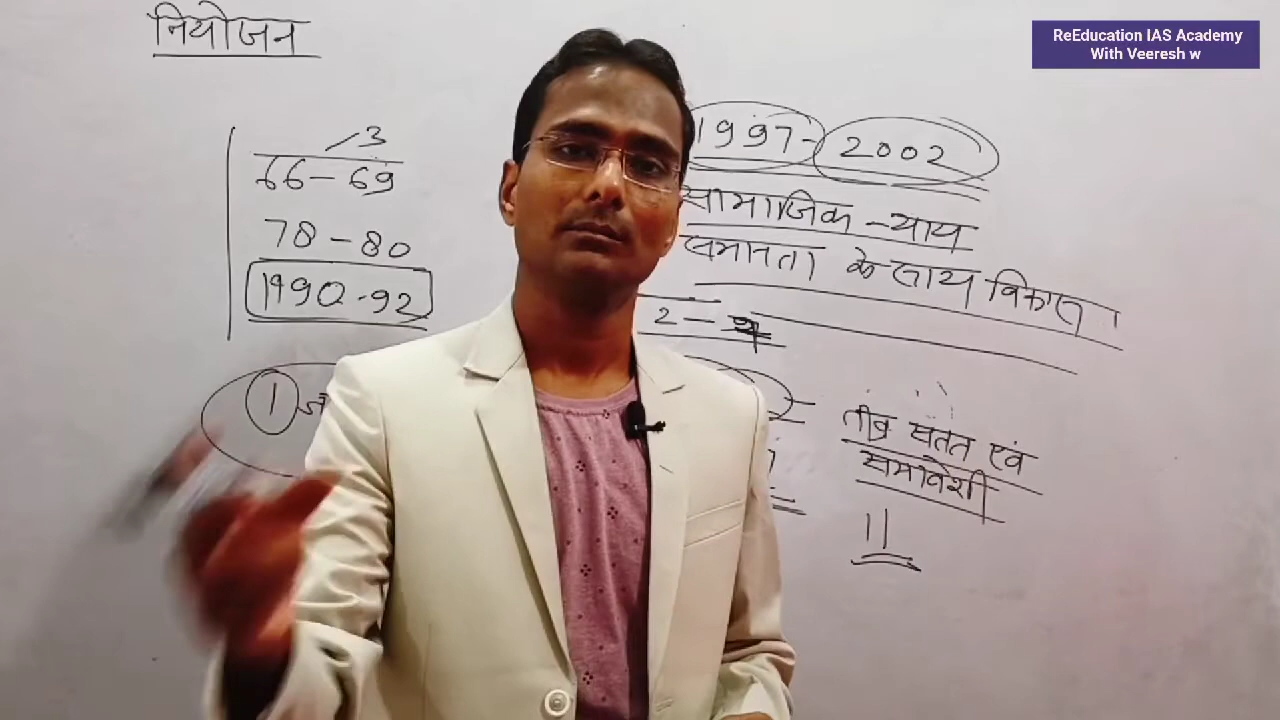 नियोजन
ReEducation IAS Academy
With Veeresh w
3
66-69
78-80
1990-92
1997-2002
सामाजिक न्याय
समानता के साथ विकास
2-
1
तीव्र सतत एवं
समावेशी
11